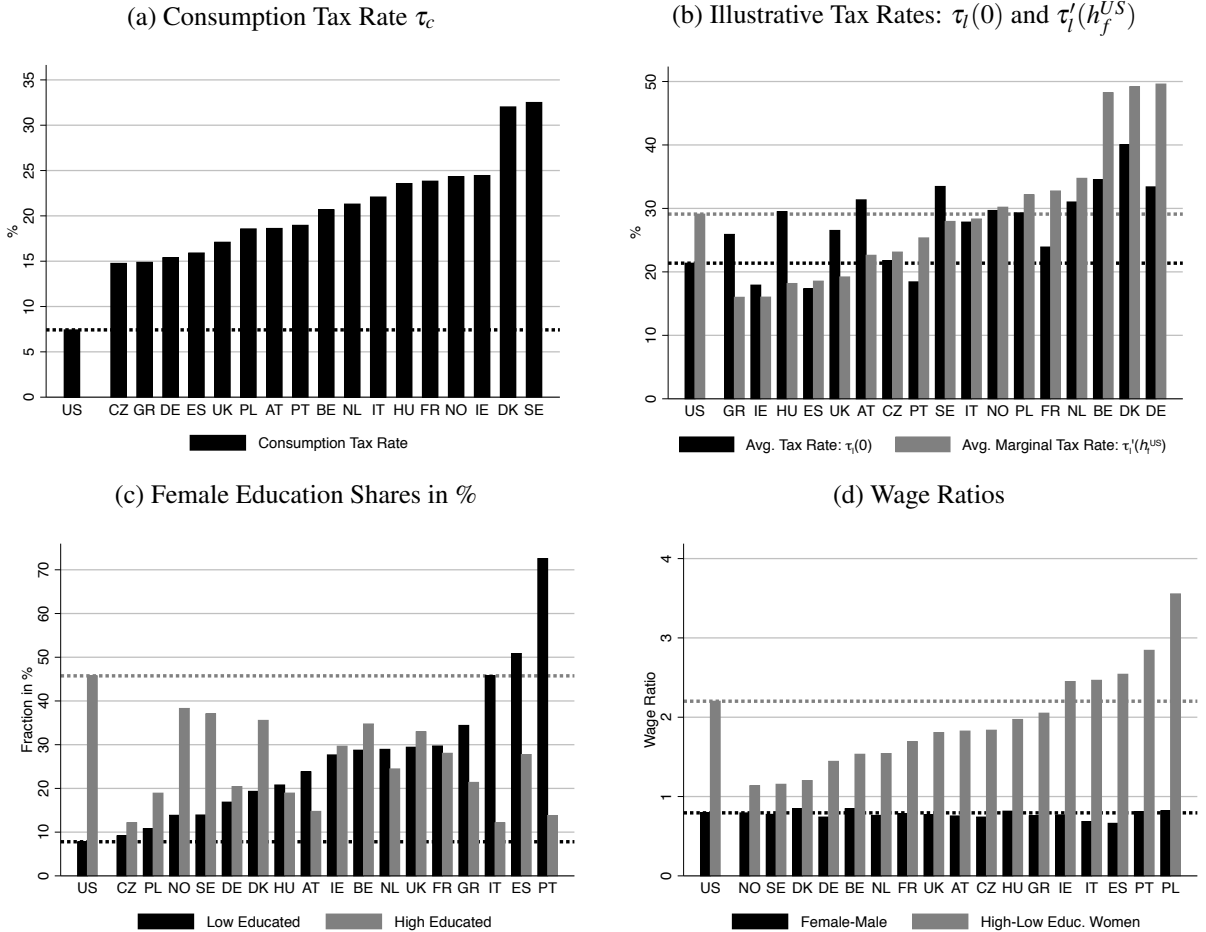 (a) Consumption Tax Rate τc
35
30
25
20
15
10
5
0
%
US CZ GR DE ES UK PL AT PT BE NL IT HU FR NO IE DK SE
Consumption Tax Rate
(b) Illustrative Tax Rates: τl(0) and τ′l(h_f^US)
50
40
30
20
10
0
%
US GR IE HU ES UK AT CZ PT SE IT NO PL FR NL BE DK DE
Avg. Tax Rate: τl(0) Avg. Marginal Tax Rate: τl'(hf^US)
(c) Female Education Shares in %
70
60
50
40
30
20
10
0
Fraction in %
US CZ PL NO SE DE DK HU AT IE BE NL UK FR GR IT ES PT
Low Educated High Educated
(d) Wage Ratios
4
3
2
1
0
Wage Ratio
US NO SE DK DE BE NL FR UK AT CZ HU GR IE IT ES PT PL
Female-Male High-Low Educ. Women